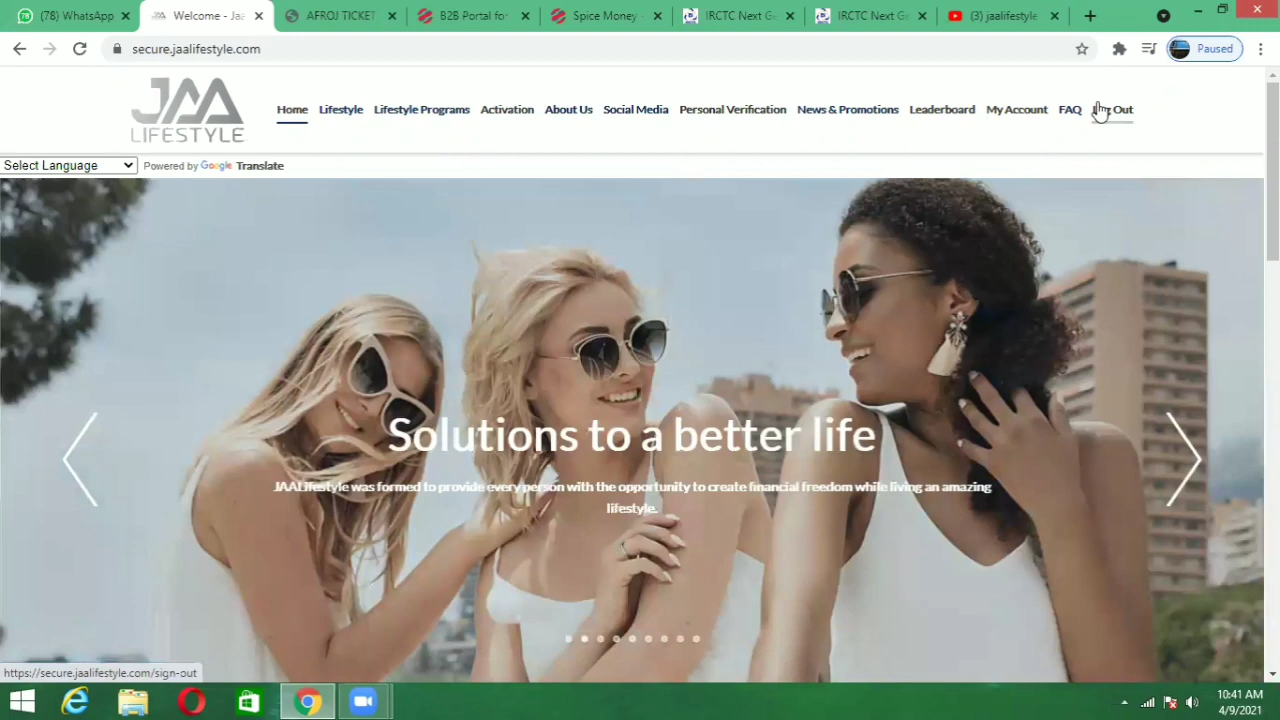 (78) WhatsApp
Welcome - Jaa
AFROJ TICKET
B2B Portal for
Spice Money -
IRCTC Next Ge
IRCTC Next Ge
(3) jaalifestyle
secure.jaalifestyle.com
Paused
JAA
LIFESTYLE
Home
Lifestyle
Lifestyle Programs
Activation
About Us
Social Media
Personal Verification
News & Promotions
Leaderboard
My Account
FAQ
Out
Select Language
Powered by Google Translate
Solutions to a better life
JAALifestyle was formed to provide every person with the opportunity to create financial freedom while living an amazing
lifestyle.
https://secure.jaalifestyle.com/sign-out
10:41 AM
4/9/2021